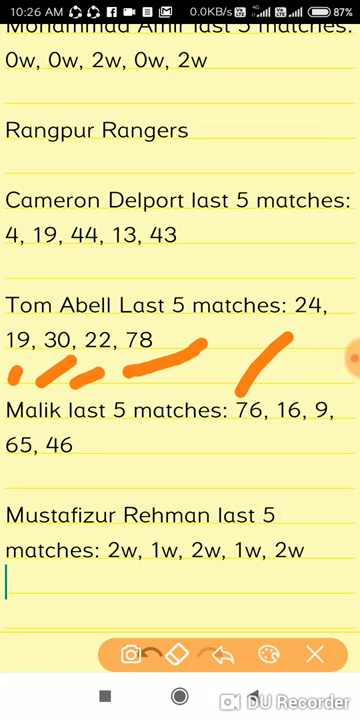 10:26 AM 0.0KB/s 4G 87%
Mohammad Amir last 5 matches:
0w, 0w, 2w, 0w, 2w
Rangpur Rangers
Cameron Delport last 5 matches:
4, 19, 44, 13, 43
Tom Abell Last 5 matches: 24,
19, 30, 22, 78
Malik last 5 matches: 76, 16, 9,
65, 46
Mustafizur Rehman last 5
matches: 2w, 1w, 2w, 1w, 2w
DU Recorder